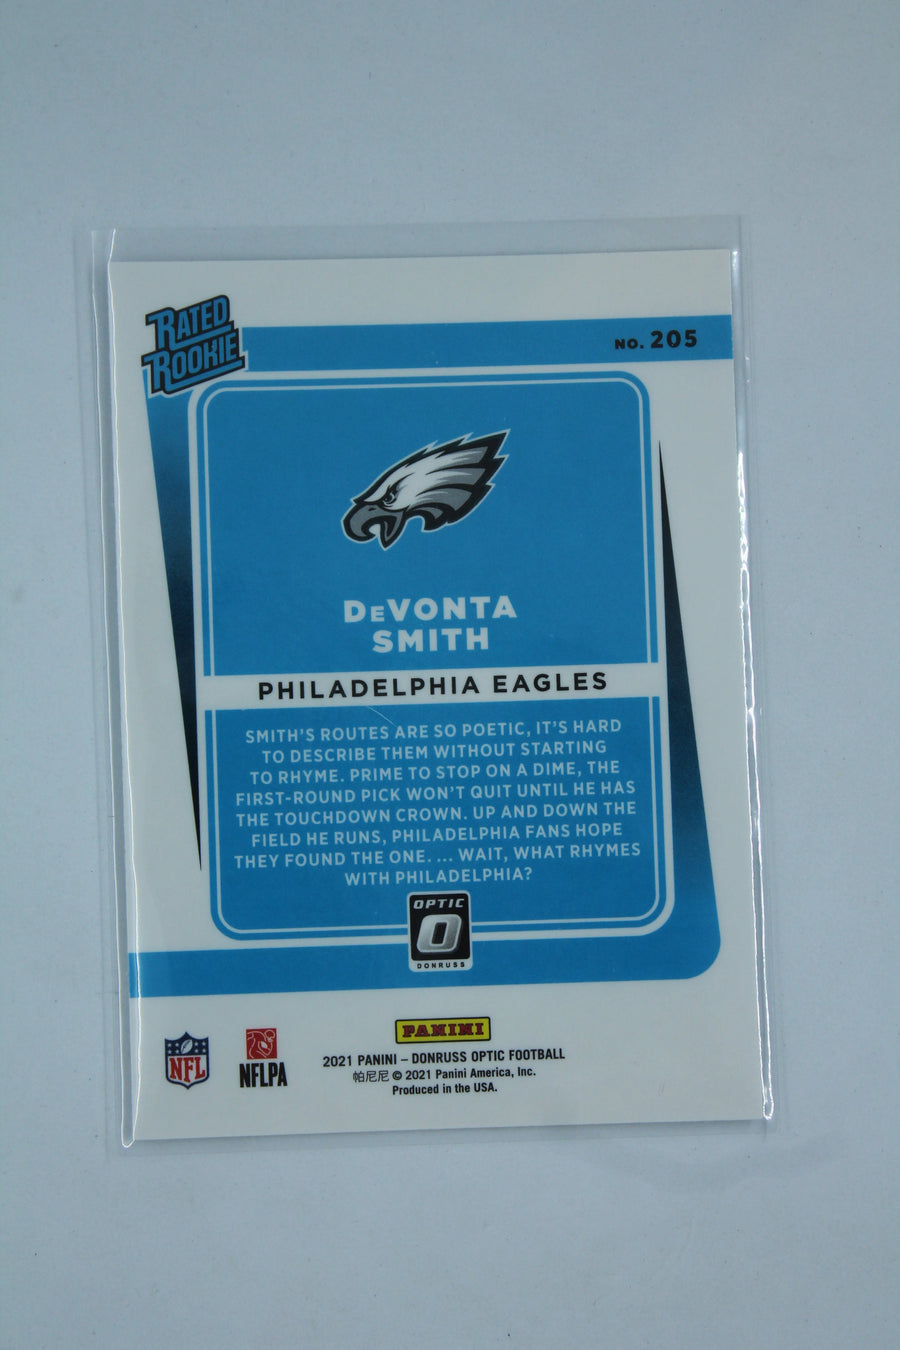 RATED
ROOKIE
NO. 205
DeVONTA
SMITH
PHILADELPHIA EAGLES
SMITH'S ROUTES ARE SO POETIC, IT'S HARD
TO DESCRIBE THEM WITHOUT STARTING
TO RHYME. PRIME TO STOP ON A DIME, THE
FIRST-ROUND PICK WON'T QUIT UNTIL HE HAS
THE TOUCHDOWN CROWN. UP AND DOWN THE
FIELD HE RUNS, PHILADELPHIA FANS HOPE
THEY FOUND THE ONE. ... WAIT, WHAT RHYMES
WITH PHILADELPHIA?
OPTIC
O
DONRUSS
PANINI
NFL
NFLPA
2021 PANINI – DONRUSS OPTIC FOOTBALL
帕尼尼 © 2021 Panini America, Inc.
Produced in the USA.